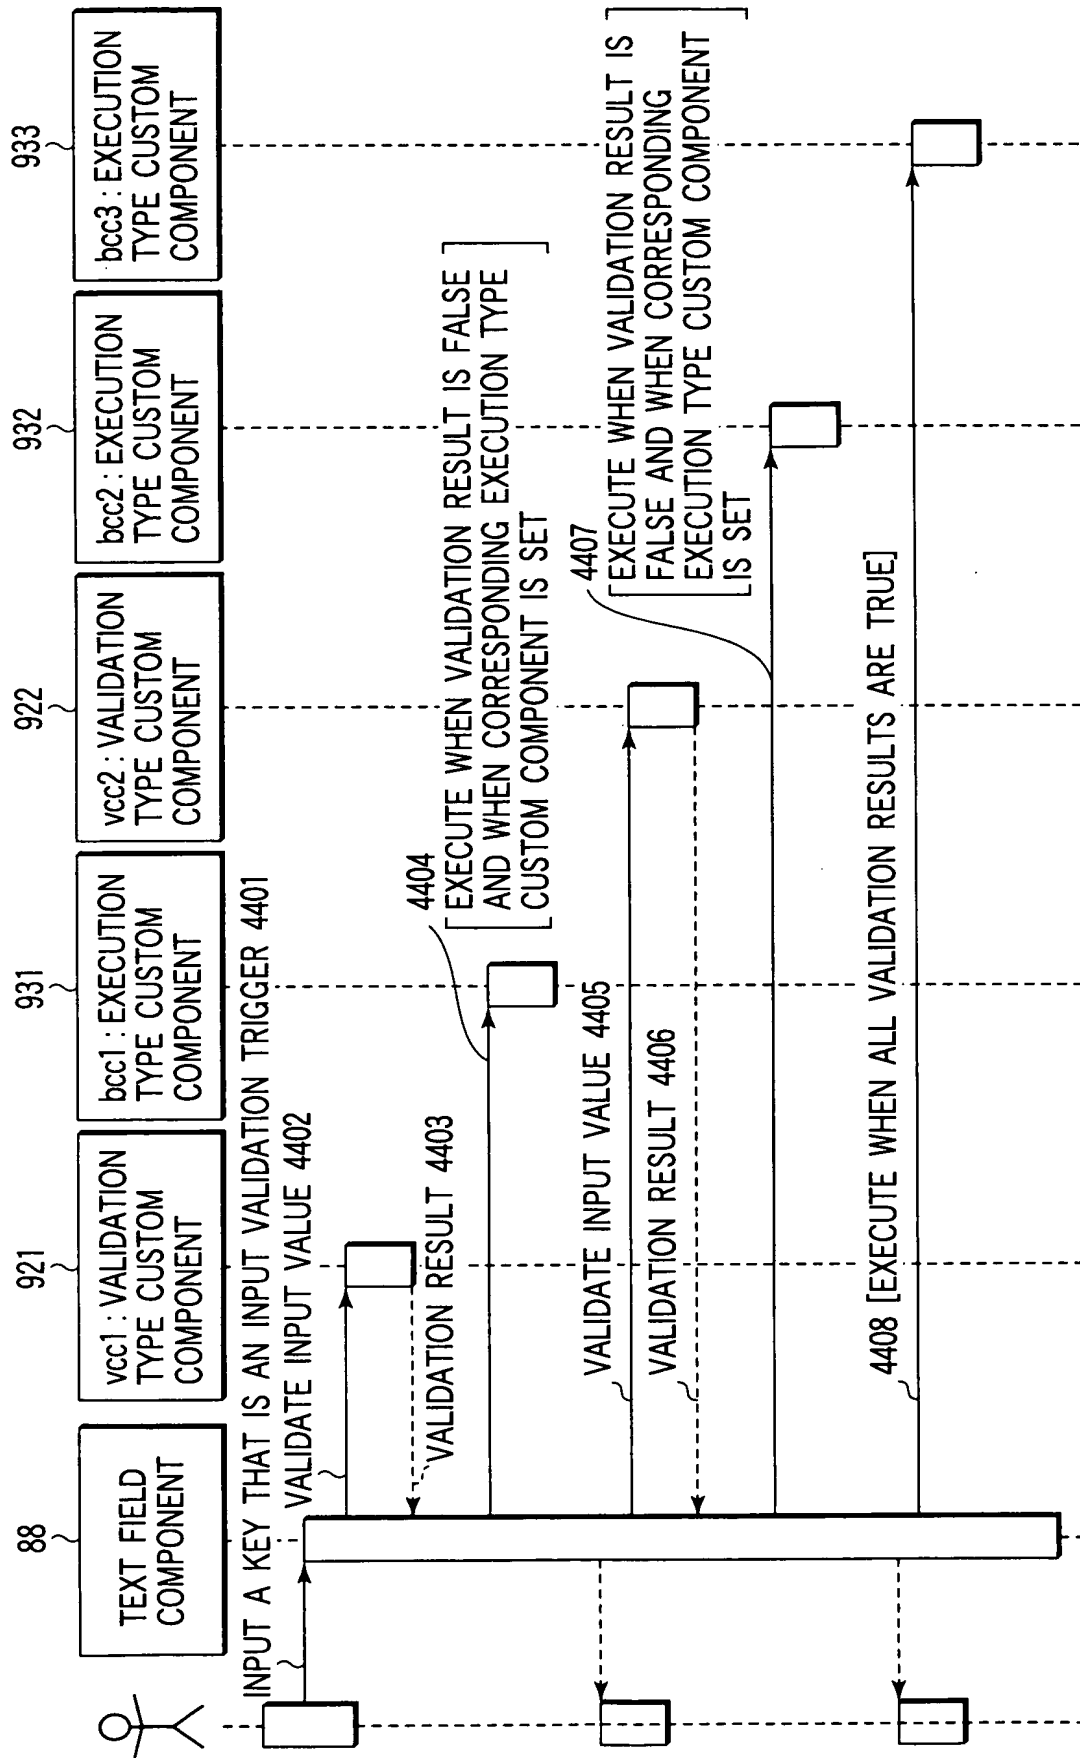 88
TEXT FIELD
COMPONENT
921
vcc1 : VALIDATION
TYPE CUSTOM
COMPONENT
931
bcc1 : EXECUTION
TYPE CUSTOM
COMPONENT
922
vcc2 : VALIDATION
TYPE CUSTOM
COMPONENT
932
bcc2 : EXECUTION
TYPE CUSTOM
COMPONENT
933
bcc3 : EXECUTION
TYPE CUSTOM
COMPONENT
INPUT A KEY THAT IS AN INPUT VALIDATION TRIGGER 4401
VALIDATE INPUT VALUE 4402
VALIDATION RESULT 4403
4404
EXECUTE WHEN VALIDATION RESULT IS FALSE
AND WHEN CORRESPONDING EXECUTION TYPE
CUSTOM COMPONENT IS SET
VALIDATE INPUT VALUE 4405
VALIDATION RESULT 4406
4407
EXECUTE WHEN VALIDATION RESULT IS
FALSE AND WHEN CORRESPONDING
EXECUTION TYPE CUSTOM COMPONENT
IS SET
4408 [EXECUTE WHEN ALL VALIDATION RESULTS ARE TRUE]